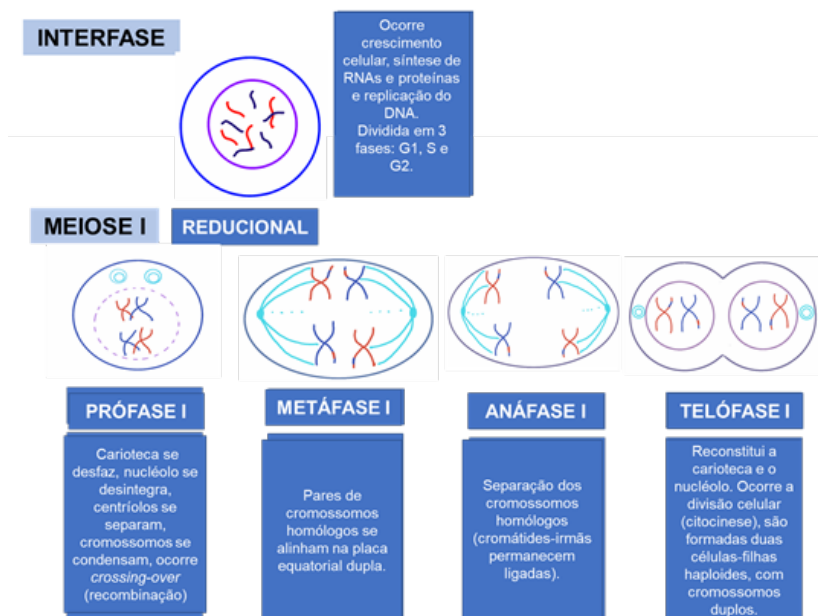 INTERFASE
Ocorre
crescimento
celular, síntese de
RNAs e proteínas
e replicação do
DNA.
Dividida em 3
fases: G1, S e
G2.
MEIOSE I
REDUCIONAL
PRÓFASE I
Carioteca se
desfaz, nucléolo se
desintegra,
centríolos se
separam,
cromossomos se
condensam, ocorre
crossing-over
(recombinação)
METÁFASE I
Pares de
cromossomos
homólogos se
alinham na placa
equatorial dupla.
ANÁFASE I
Separação dos
cromossomos
homólogos
(cromátides-irmãs
permanecem
ligadas).
TELÓFASE I
Reconstitui a
carioteca e o
nucléolo. Ocorre a
divisão celular
(citocinese), são
formadas duas
células-filhas
haploides, com
cromossomos
duplos.